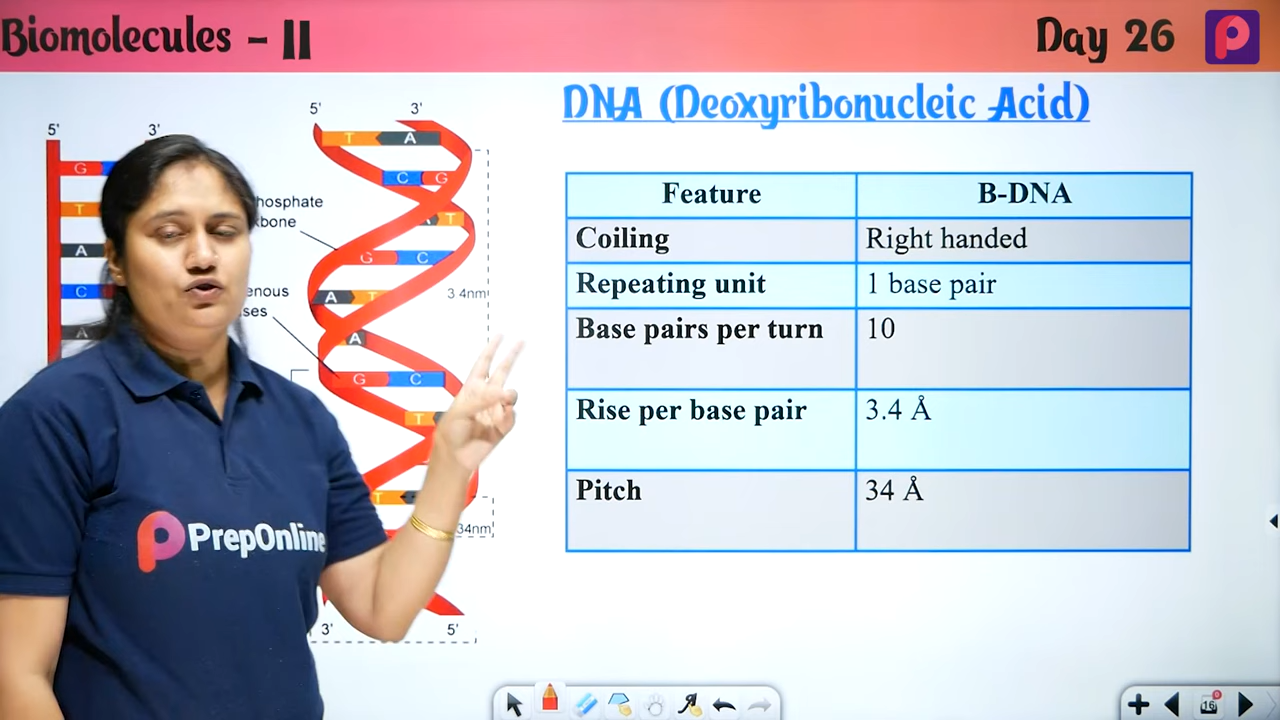 Biomolecules - II
Day 26
DNA (Deoxyribonucleic Acid)
5' 3'
5' 3'
G
T
A
C
A
T A
C G
A T
G C
A T
A
G C
T
T
hosphate
kbone
enous
ses
3 4nm
34nm
3' 5'
Feature B-DNA
Coiling Right handed
Repeating unit 1 base pair
Base pairs per turn 10
Rise per base pair 3.4 Å
Pitch 34 Å
PrepOnline
16